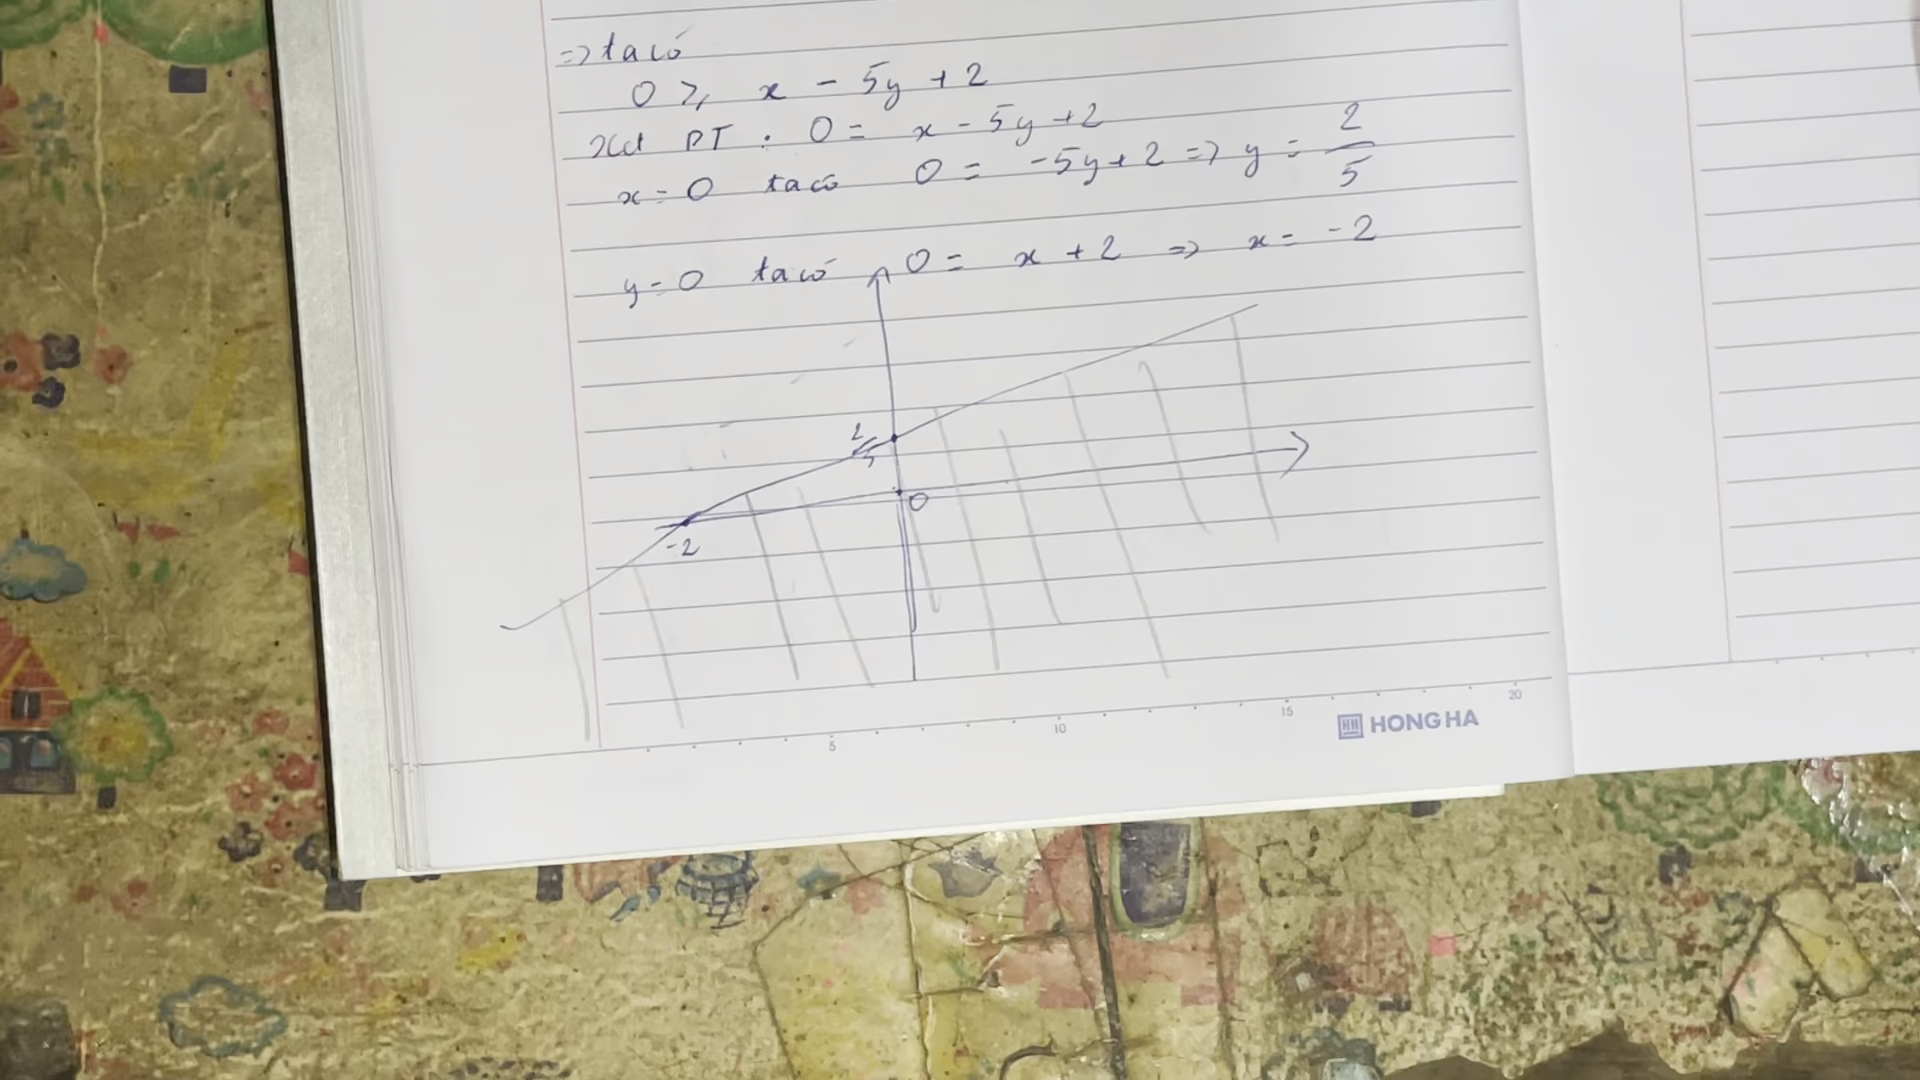 => ta có
0 ≥ x - 5y + 2
Xét PT : 0 = x - 5y + 2
x = 0 ta có 0 = -5y + 2 => y = 2/5
y = 0 ta có 0 = x + 2 => x = -2
2/5
0
-2
5 10 15 20
HONG HA